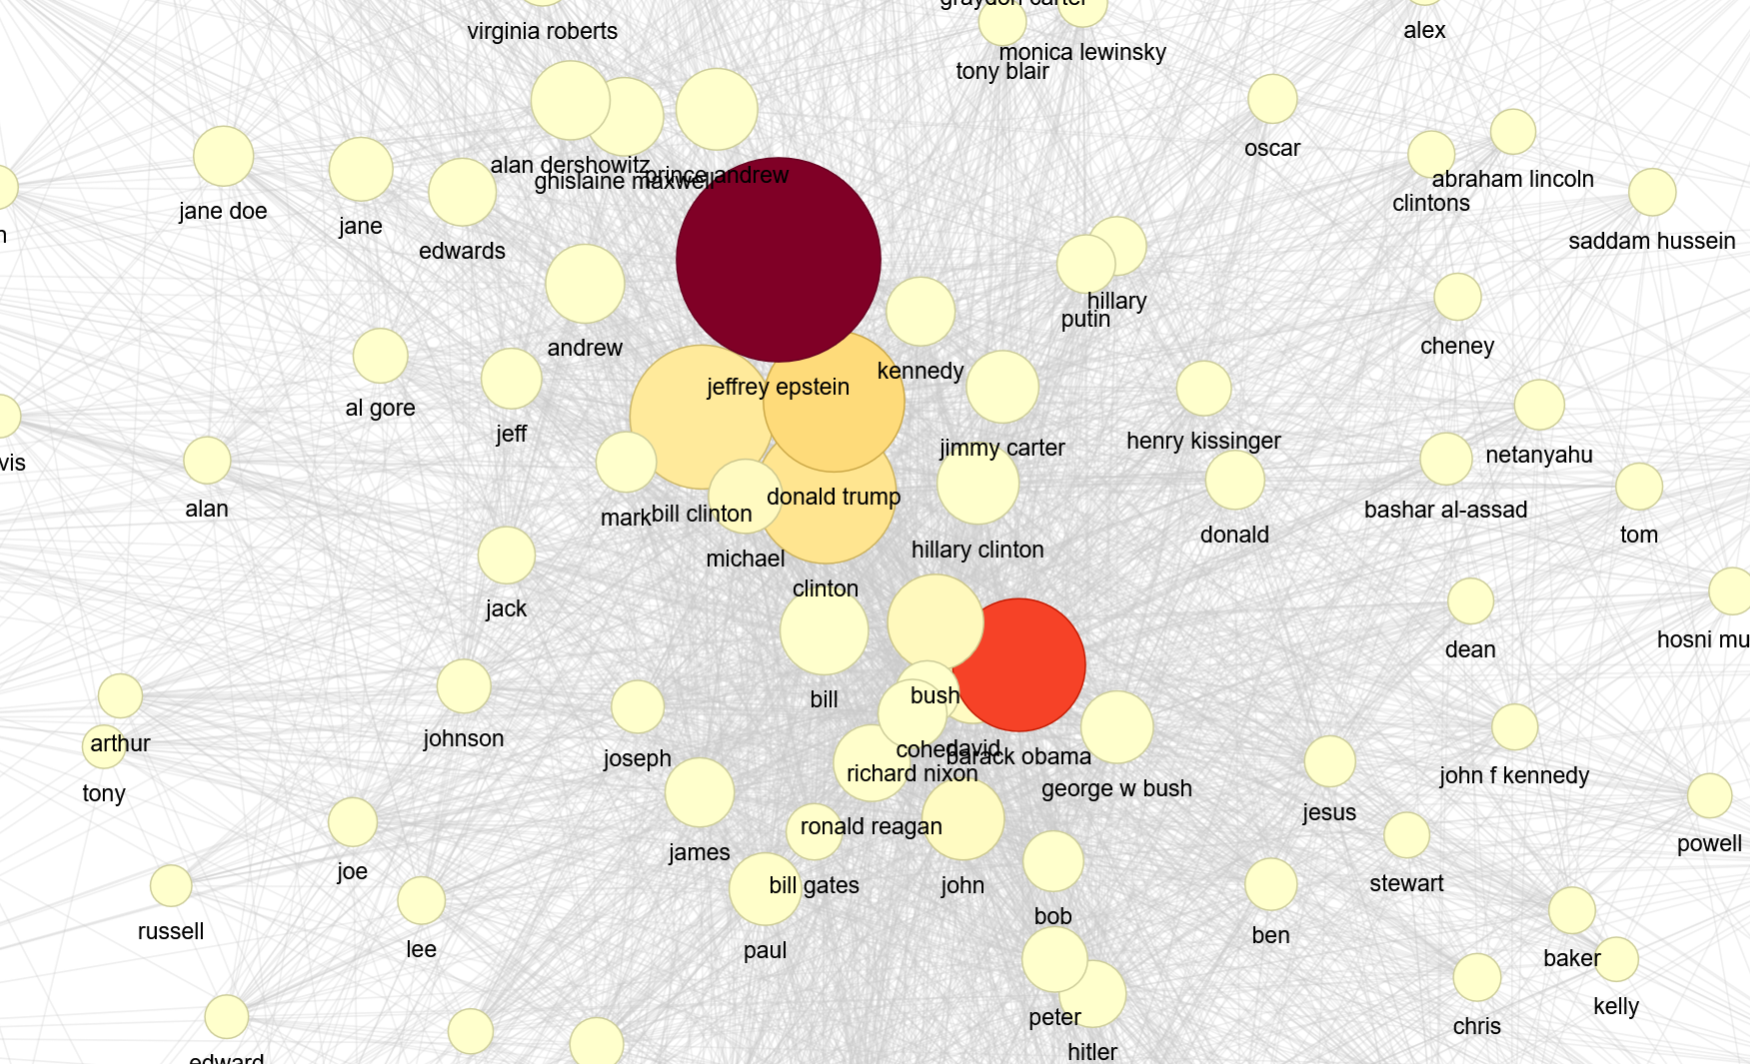 graydon carter
virginia roberts
alex
monica lewinsky
tony blair
oscar
alan dershowitz
prince andrew
ghislaine maxwell
abraham lincoln
clintons
jane doe
jane
edwards
saddam hussein
hillary
putin
andrew
cheney
kennedy
jeffrey epstein
al gore
jeff
jimmy carter
henry kissinger
netanyahu
vis
donald trump
alan
mark
bill clinton
bashar al-assad
donald
tom
michael
hillary clinton
clinton
jack
hosni mu
dean
bush
bill
arthur
johnson
cohe
david
barack obama
joseph
richard nixon
john f kennedy
george w bush
tony
jesus
ronald reagan
powell
james
joe
bill gates
john
stewart
bob
russell
ben
lee
paul
baker
kelly
peter
chris
hitler
edward